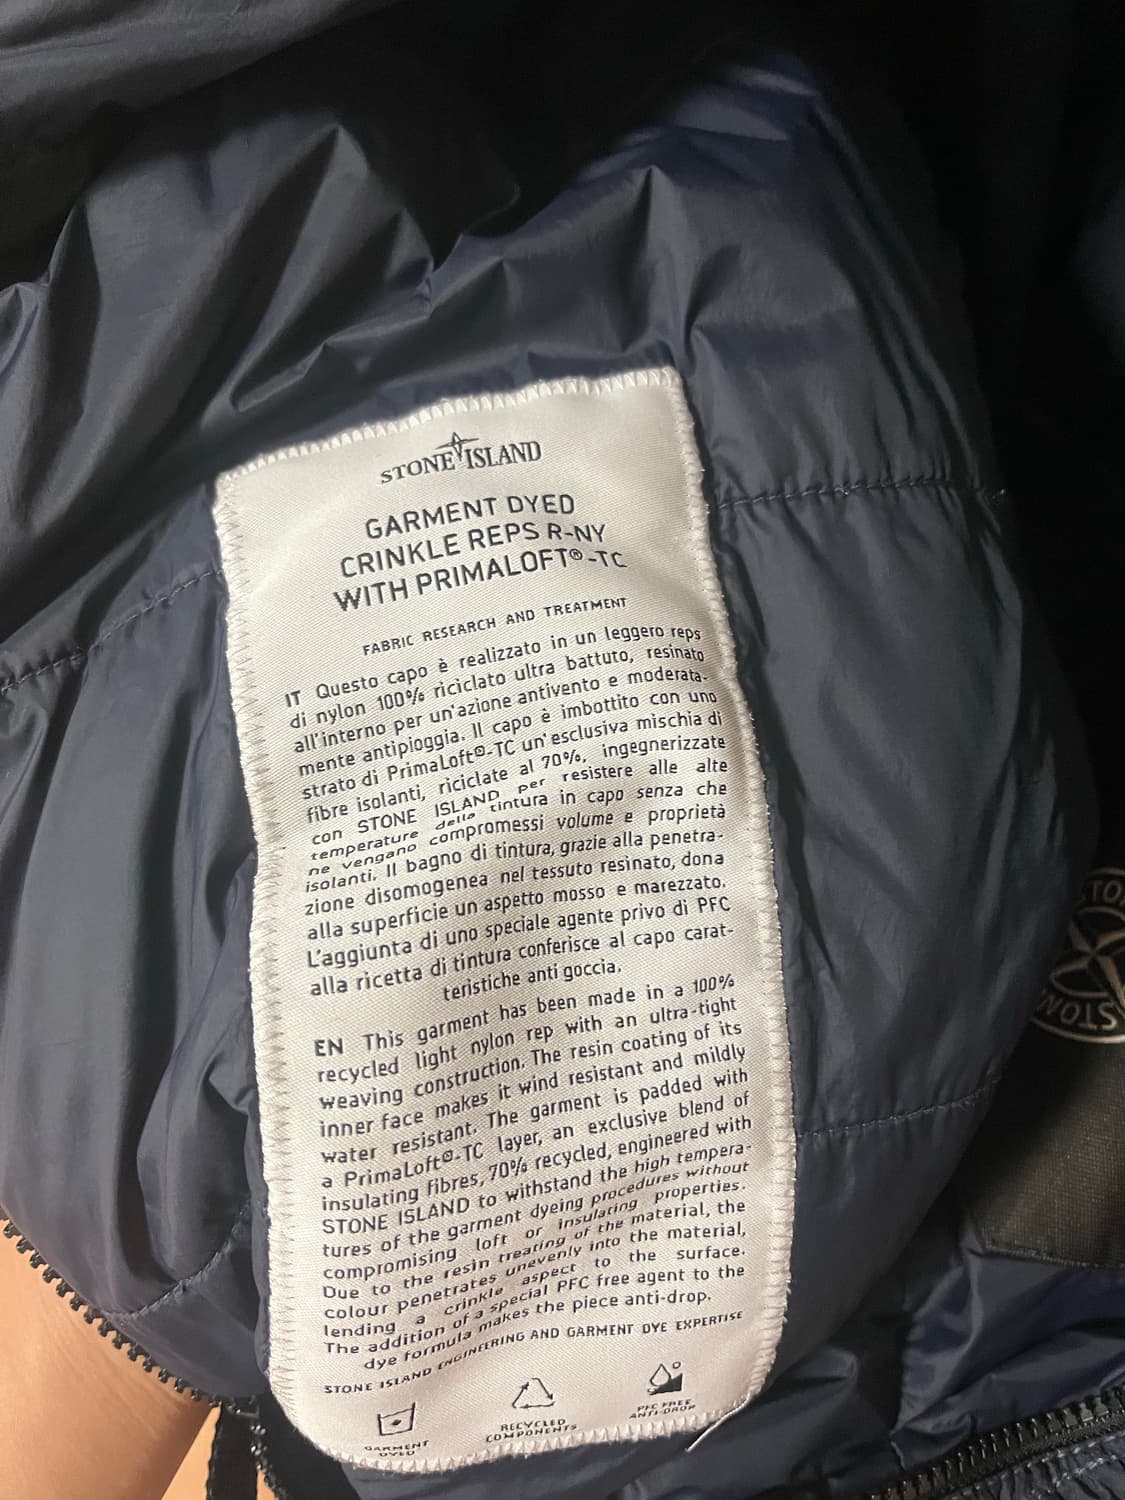 STONE ISLAND
GARMENT DYED
CRINKLE REPS R-NY
WITH PRIMALOFT®-TC
FABRIC RESEARCH AND TREATMENT
IT Questo capo è realizzato in un leggero reps
di nylon 100% riciclato ultra battuto, resinato
all'interno per un'azione antivento e moderata-
mente antipioggia. Il capo è imbottito con uno
strato di PrimaLoft®-TC un'esclusiva mischia di
fibre isolanti, riciclate al 70%, ingegnerizzate
con STONE ISLAND per resistere alle alte
temperature della tintura in capo senza che
ne vengano compromessi volume e proprietà
isolanti. Il bagno di tintura, grazie alla penetra-
zione disomogenea nel tessuto resinato, dona
alla superficie un aspetto mosso e marezzato.
L'aggiunta di uno speciale agente privo di PFC
alla ricetta di tintura conferisce al capo carat-
teristiche anti goccia.
EN This garment has been made in a 100%
recycled light nylon rep with an ultra-tight
weaving construction. The resin coating of its
inner face makes it wind resistant and mildly
water resistant. The garment is padded with
a PrimaLoft®-TC layer, an exclusive blend of
insulating fibres, 70% recycled, engineered with
STONE ISLAND to withstand the high tempera-
tures of the garment dyeing procedures without
compromising loft or insulating properties.
Due to the resin treating of the material, the
colour penetrates unevenly into the material,
lending a crinkle aspect to the surface.
The addition of a special PFC free agent to the
dye formula makes the piece anti-drop.
STONE ISLAND ENGINEERING AND GARMENT DYE EXPERTISE
GARMENT
DYED
RECYCLED
COMPONENTS
PFC FREE
ANTI-DROP